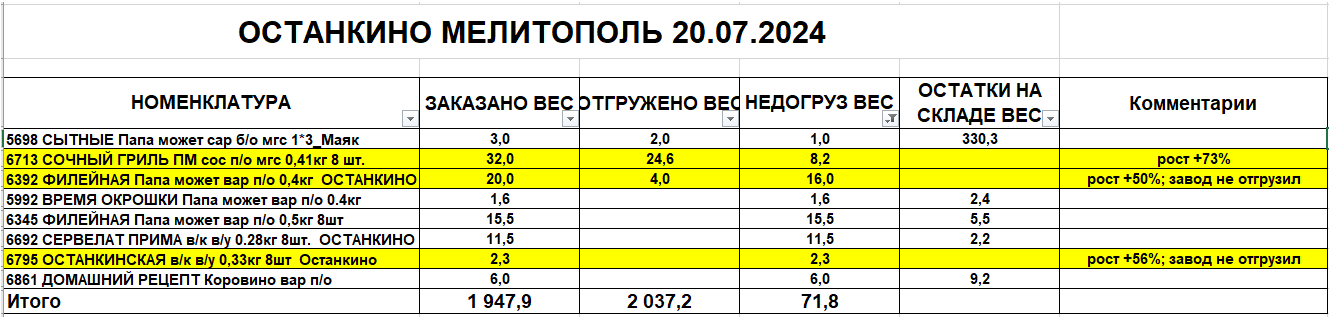 ОСТАНКИНО МЕЛИТОПОЛЬ 20.07.2024
НОМЕНКЛАТУРА ЗАКАЗАНО ВЕС ОТГРУЖЕНО ВЕС НЕДОГРУЗ ВЕС ОСТАТКИ НА СКЛАДЕ ВЕС Комментарии
5698 СЫТНЫЕ Папа может сар б/о мгс 1*3_Маяк 3,0 2,0 1,0 330,3
6713 СОЧНЫЙ ГРИЛЬ ПМ сос п/о мгс 0,41кг 8 шт. 32,0 24,6 8,2 рост +73%
6392 ФИЛЕЙНАЯ Папа может вар п/о 0,4кг ОСТАНКИНО 20,0 4,0 16,0 рост +50%; завод не отгрузил
5992 ВРЕМЯ ОКРОШКИ Папа может вар п/о 0.4кг 1,6 1,6 2,4
6345 ФИЛЕЙНАЯ Папа может вар п/о 0,5кг 8шт 15,5 15,5 5,5
6692 СЕРВЕЛАТ ПРИМА в/к в/у 0.28кг 8шт. ОСТАНКИНО 11,5 11,5 2,2
6795 ОСТАНКИНСКАЯ в/к в/у 0,33кг 8шт Останкино 2,3 2,3 рост +56%; завод не отгрузил
6861 ДОМАШНИЙ РЕЦЕПТ Коровино вар п/о 6,0 6,0 9,2
Итого 1 947,9 2 037,2 71,8